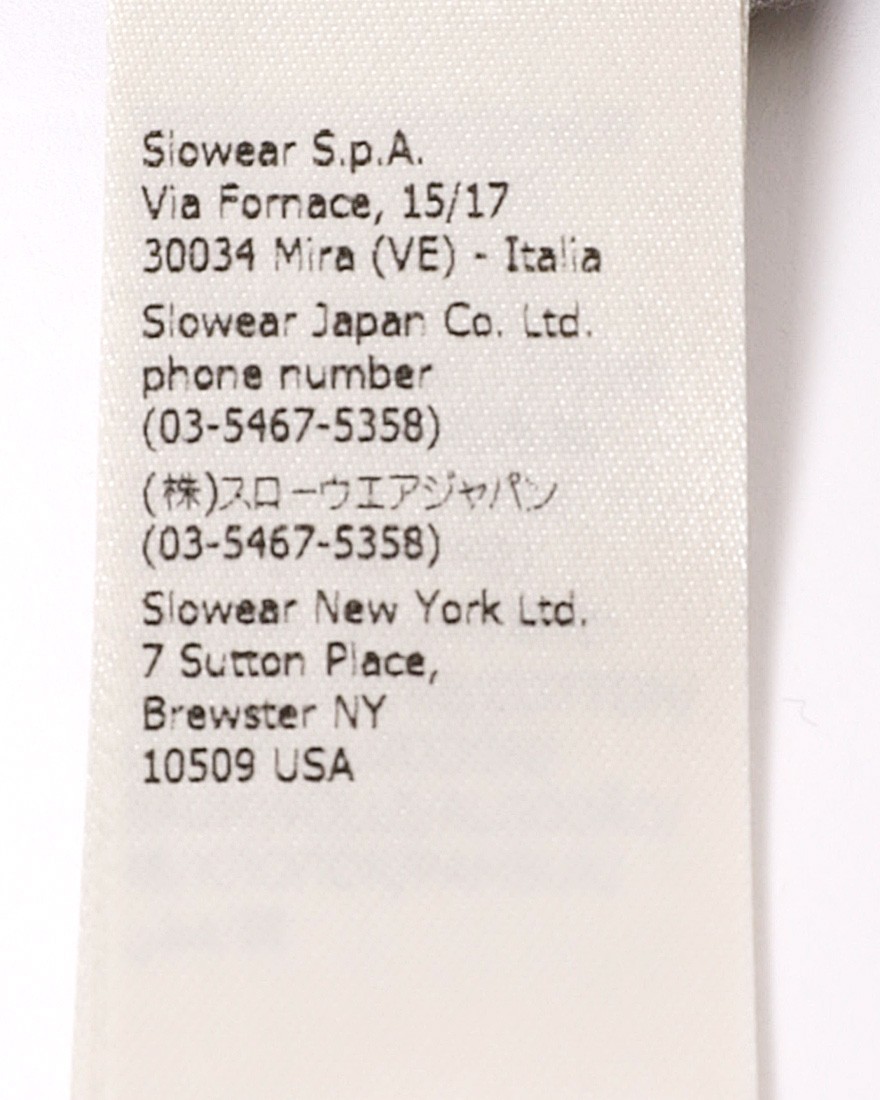 Slowear S.p.A.
Via Fornace, 15/17
30034 Mira (VE) - Italia
Slowear Japan Co. Ltd.
phone number
(03-5467-5358)
(株)スローウエアジャパン
(03-5467-5358)
Slowear New York Ltd.
7 Sutton Place,
Brewster NY
10509 USA